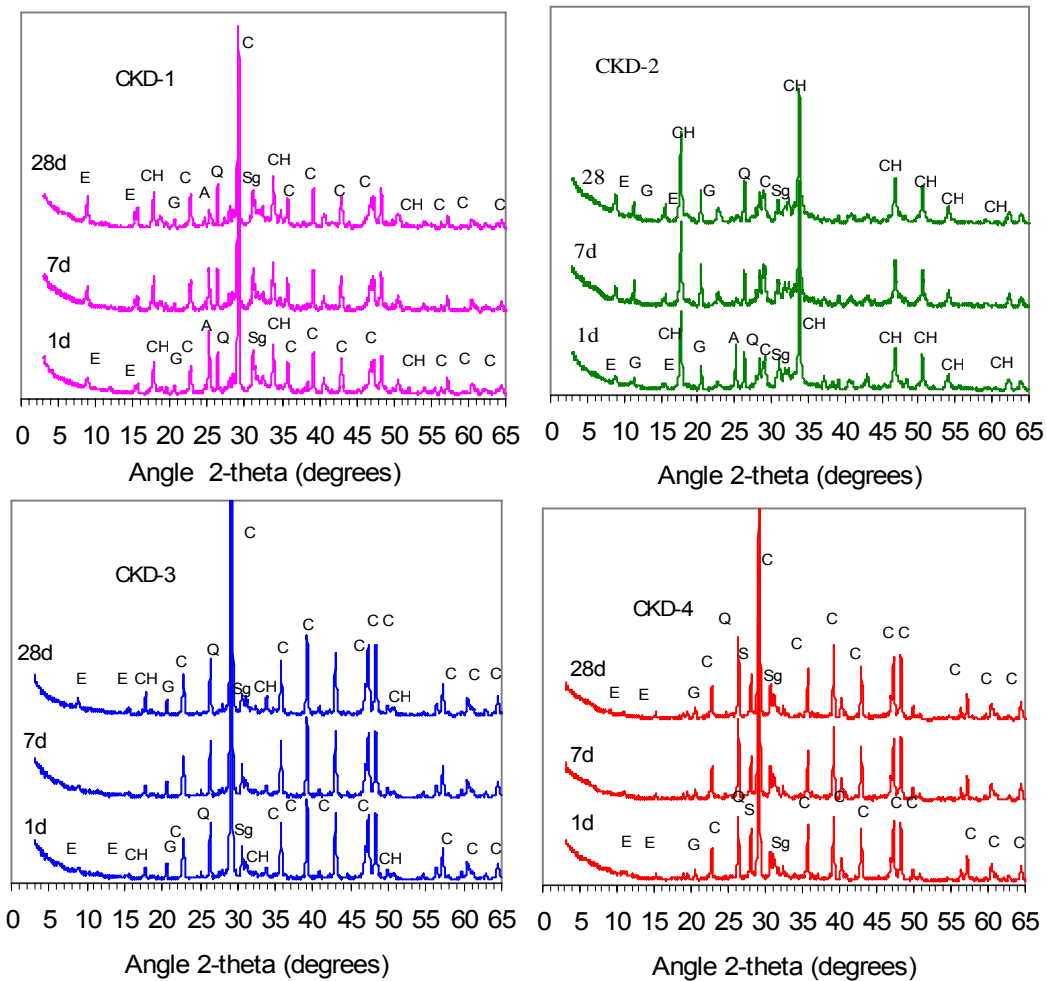 C
CKD-1
28d
E E CH C Q Sg CH C C C C
G A C CH C C C
7d
1d
A CH C C
E E CH G C Q Sg C C CH C C C
0 5 10 15 20 25 30 35 40 45 50 55 60 65
Angle 2-theta (degrees)
CKD-2
CH
CH
28
E G E G Q C Sg CH CH CH CH
7d
1d
E G CH E G A Q C Sg CH CH CH CH CH
0 5 10 15 20 25 30 35 40 45 50 55 60 65
Angle 2-theta (degrees)
C
CKD-3
28d
E E CH G C Q Sg CH C C C C C CH C C C
7d
1d
E E CH G C Q Sg CH C C C C CH C C C
0 5 10 15 20 25 30 35 40 45 50 55 60 65
Angle 2-theta (degrees)
C
CKD-4
28d
E E G C Q S Sg C C C C C C C C
7d
1d
E E G C Q S Sg C C C C C C C C
0 5 10 15 20 25 30 35 40 45 50 55 60 65
Angle 2-theta (degrees)